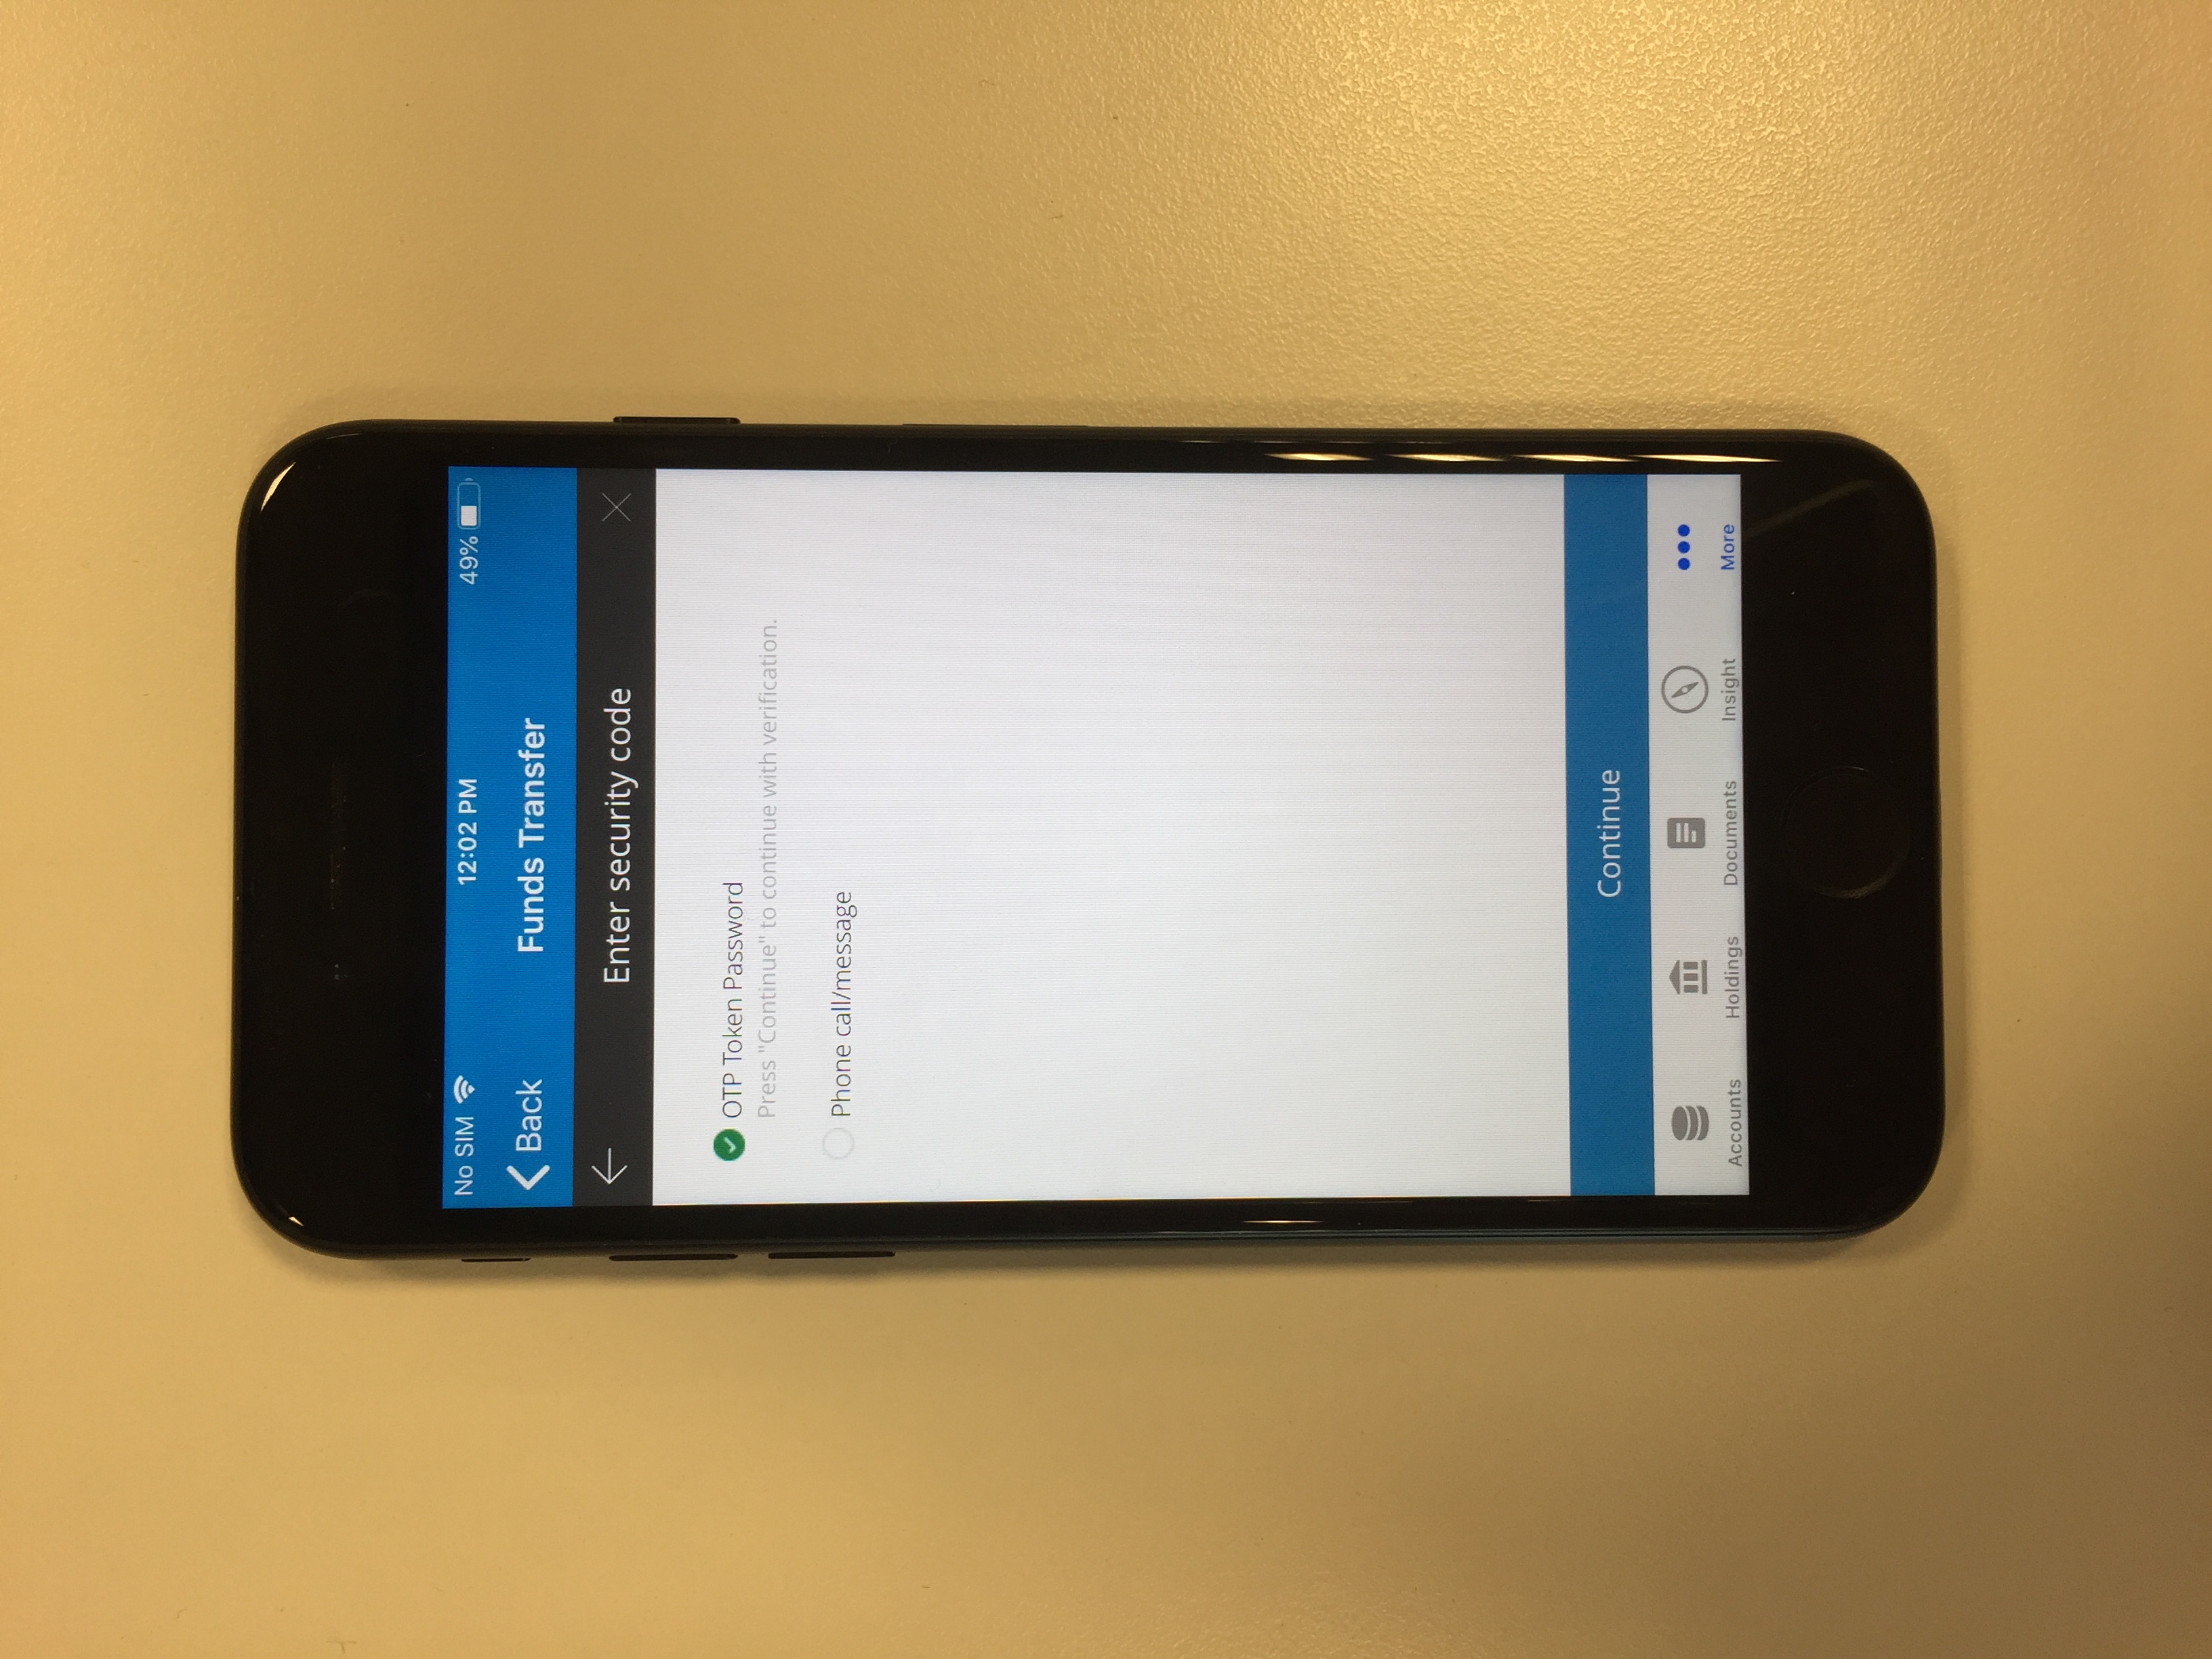 No SIM 12:02 PM 49%
Back Funds Transfer
Enter security code
OTP Token Password
Press "Continue" to continue with verification.
Phone call/message
Continue
Accounts Holdings Documents Insight More